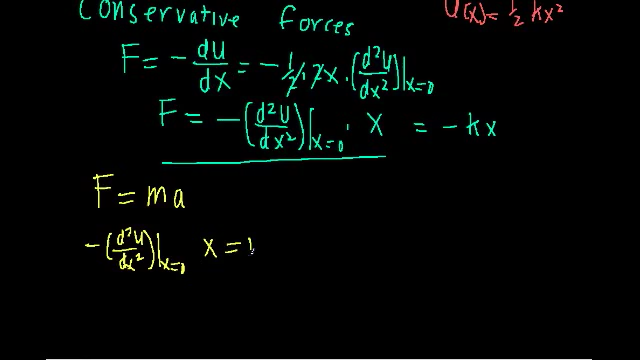 Conservative Forces
U(x) = 1/2 kx²
F = - dU/dx = - 1/2 · 2x · (d²U/dx²)|x=0
F = - (d²U/dx²)|x=0 · x = - kx
F = ma
- (d²U/dx²)|x=0 x =